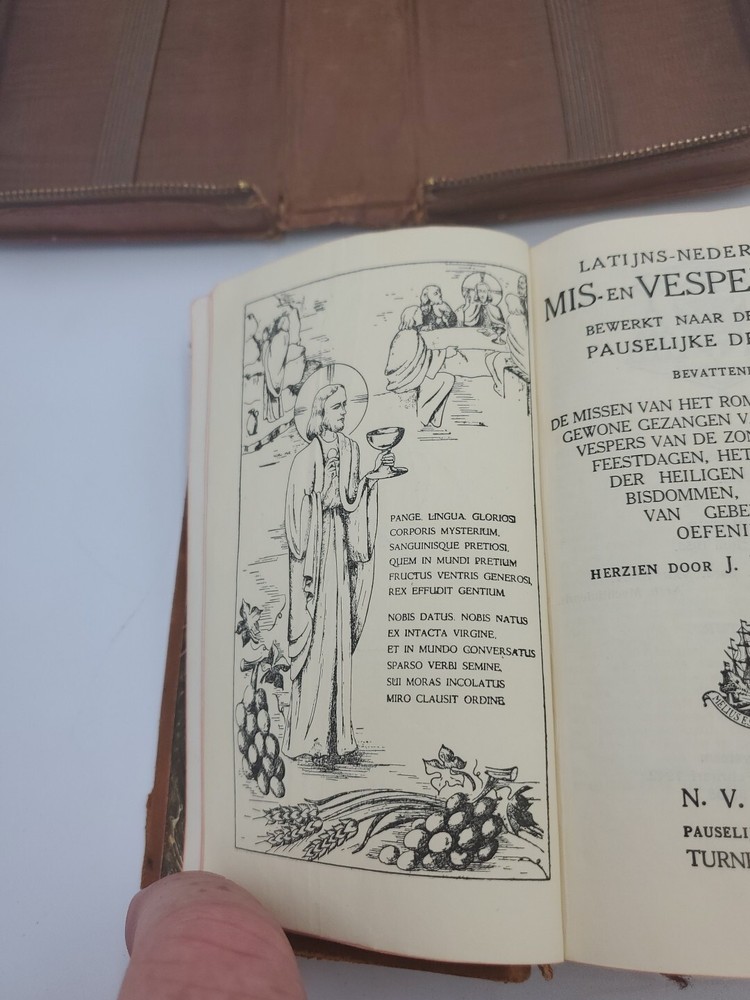 PANGE, LINGUA, GLORIOSI
CORPORIS MYSTERIUM,
SANGUINISQUE PRETIOSI,
QUEM IN MUNDI PRETIUM
FRUCTUS VENTRIS GENEROSI,
REX EFFUDIT GENTIUM.
NOBIS DATUS, NOBIS NATUS
EX INTACTA VIRGINE,
ET IN MUNDO CONVERSATUS
SPARSO VERBI SEMINE,
SUI MORAS INCOLATUS
MIRO CLAUSIT ORDINE.
LATIJNS-NEDER
MIS- EN VESPE
BEWERKT NAAR DE
PAUSELIJKE DR
BEVATTEN
DE MISSEN VAN HET ROM
GEWONE GEZANGEN V
VESPERS VAN DE ZON
FEESTDAGEN, HET
DER HEILIGEN
BISDOMMEN,
VAN GEBE
OEFENI
HERZIEN DOOR J.
N. V.
PAUSELI
TURN